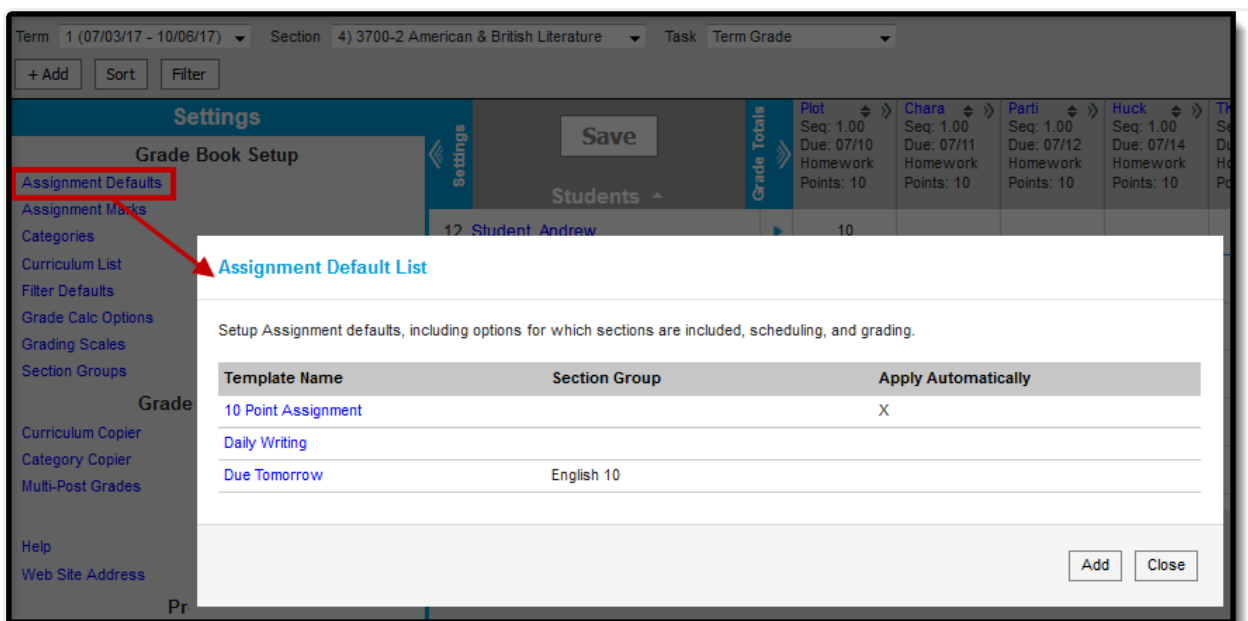 Term 1 (07/03/17 - 10/06/17) Section 4) 3700-2 American & British Literature Task Term Grade
+ Add Sort Filter
Settings
Grade Book Setup
Assignment Defaults
Assignment Marks
Categories
Curriculum List
Filter Defaults
Grade Calc Options
Grading Scales
Section Groups
Grade
Curriculum Copier
Category Copier
Multi-Post Grades
Help
Web Site Address
Settings
Save
Students
Grade Totals
Plot Chara Parti Huck
Seq: 1.00 Seq: 1.00 Seq: 1.00 Seq: 1.00
Due: 07/10 Due: 07/11 Due: 07/12 Due: 07/14
Homework Homework Homework Homework
Points: 10 Points: 10 Points: 10 Points: 10
12 Student, Andrew 10
Assignment Default List
Setup Assignment defaults, including options for which sections are included, scheduling, and grading.
Template Name Section Group Apply Automatically
10 Point Assignment X
Daily Writing
Due Tomorrow English 10
Add Close